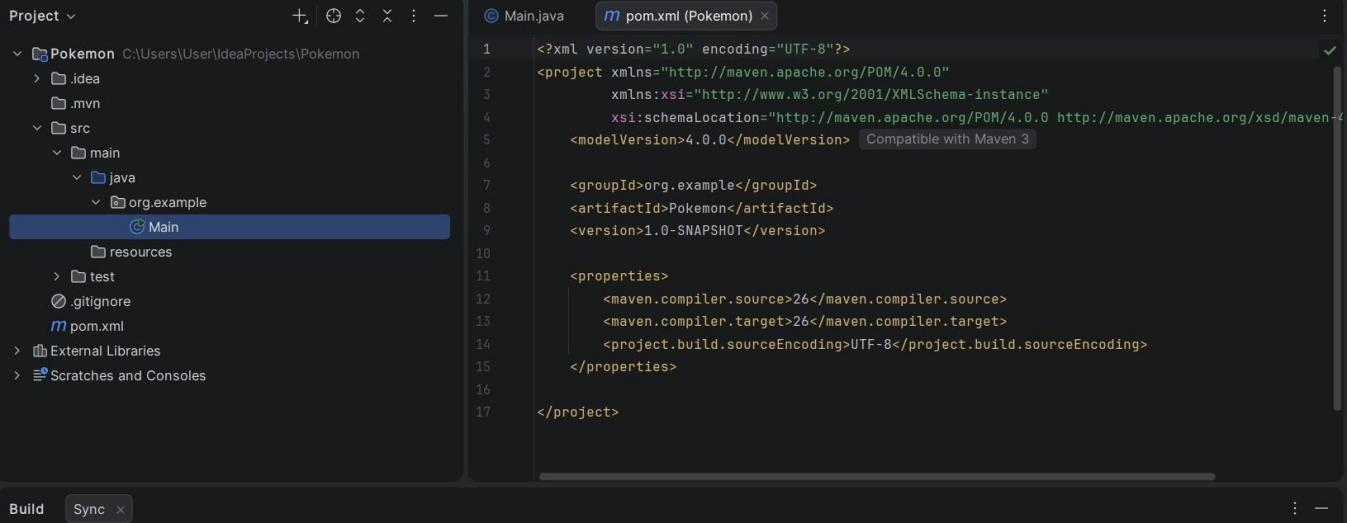 Project
Pokemon C:\Users\User\IdeaProjects\Pokemon
.idea
.mvn
src
main
java
org.example
Main
resources
test
.gitignore
pom.xml
External Libraries
Scratches and Consoles
Main.java
pom.xml (Pokemon)
1 <?xml version="1.0" encoding="UTF-8"?>
2 <project xmlns="http://maven.apache.org/POM/4.0.0"
3 xmlns:xsi="http://www.w3.org/2001/XMLSchema-instance"
4 xsi:schemaLocation="http://maven.apache.org/POM/4.0.0 http://maven.apache.org/xsd/maven-4
5 <modelVersion>4.0.0</modelVersion> Compatible with Maven 3
6
7 <groupId>org.example</groupId>
8 <artifactId>Pokemon</artifactId>
9 <version>1.0-SNAPSHOT</version>
10
11 <properties>
12 <maven.compiler.source>26</maven.compiler.source>
13 <maven.compiler.target>26</maven.compiler.target>
14 <project.build.sourceEncoding>UTF-8</project.build.sourceEncoding>
15 </properties>
16
17 </project>
Build Sync